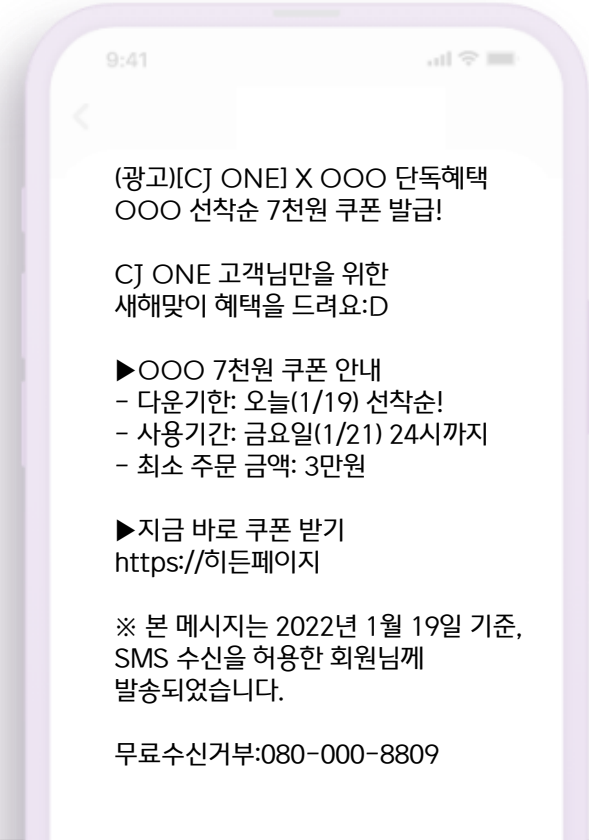 9:41
(광고)[CJ ONE] X OOO 단독혜택
OOO 선착순 7천원 쿠폰 발급!
CJ ONE 고객님만을 위한
새해맞이 혜택을 드려요:D
▶OOO 7천원 쿠폰 안내
- 다운기한: 오늘(1/19) 선착순!
- 사용기간: 금요일(1/21) 24시까지
- 최소 주문 금액: 3만원
▶지금 바로 쿠폰 받기
https://히든페이지
※ 본 메시지는 2022년 1월 19일 기준,
SMS 수신을 허용한 회원님께
발송되었습니다.
무료수신거부:080-000-8809